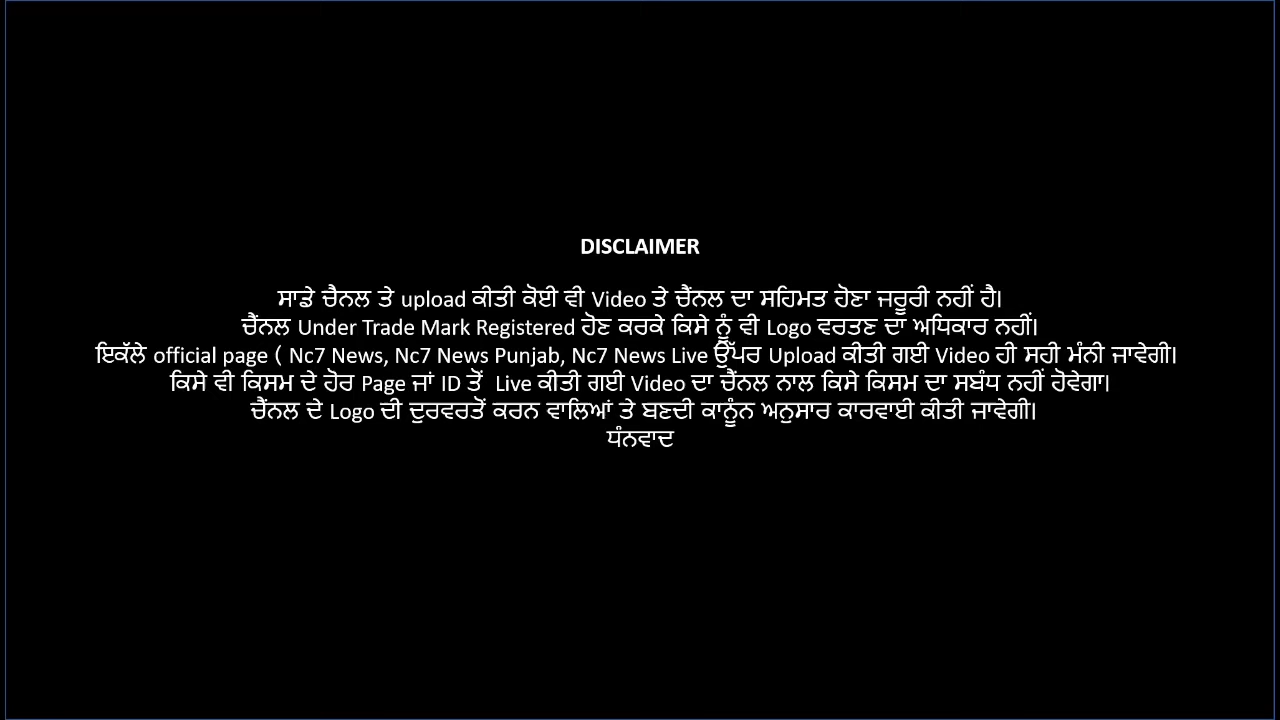 DISCLAIMER
ਸਾਡੇ ਚੈਨਲ ਤੇ upload ਕੀਤੀ ਕੋਈ ਵੀ Video ਤੇ ਚੈਂਨਲ ਦਾ ਸਹਿਮਤ ਹੋਣਾ ਜਰੂਰੀ ਨਹੀਂ ਹੈ।
ਚੈਂਨਲ Under Trade Mark Registered ਹੋਣ ਕਰਕੇ ਕਿਸੇ ਨੂੰ ਵੀ Logo ਵਰਤਣ ਦਾ ਅਧਿਕਾਰ ਨਹੀਂ।
ਇਕੱਲੇ official page ( Nc7 News, Nc7 News Punjab, Nc7 News Live ਉੱਪਰ Upload ਕੀਤੀ ਗਈ Video ਹੀ ਸਹੀ ਮੰਨੀ ਜਾਵੇਗੀ।
ਕਿਸੇ ਵੀ ਕਿਸਮ ਦੇ ਹੋਰ Page ਜਾਂ ID ਤੋਂ Live ਕੀਤੀ ਗਈ Video ਦਾ ਚੈਂਨਲ ਨਾਲ ਕਿਸੇ ਕਿਸਮ ਦਾ ਸਬੰਧ ਨਹੀਂ ਹੋਵੇਗਾ।
ਚੈਂਨਲ ਦੇ Logo ਦੀ ਦੁਰਵਰਤੋਂ ਕਰਨ ਵਾਲਿਆਂ ਤੇ ਬਣਦੀ ਕਾਨੂੰਨ ਅਨੁਸਾਰ ਕਾਰਵਾਈ ਕੀਤੀ ਜਾਵੇਗੀ।
ਧੰਨਵਾਦ